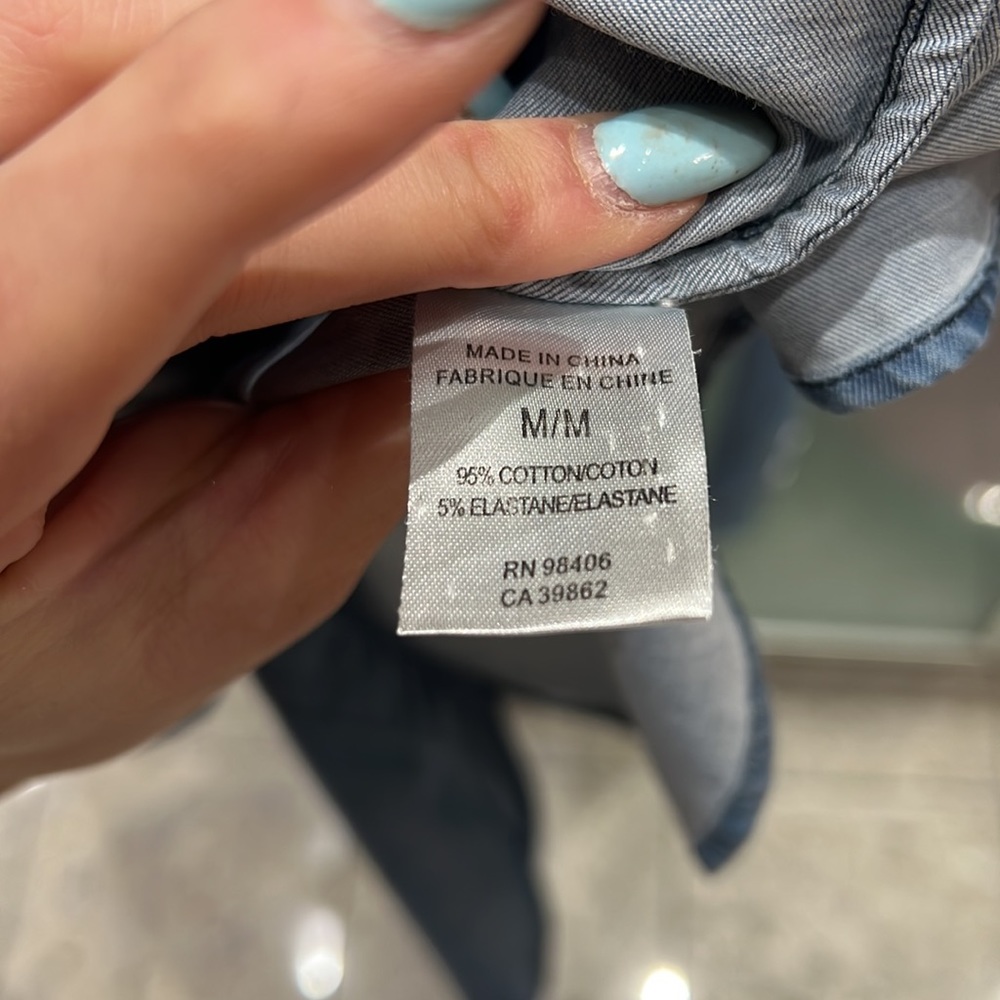 MADE IN CHINA
FABRIQUE EN CHINE
M/M
95% COTTON/COTON
5% ELASTANE/ELASTANE
RN 98406
CA 39862